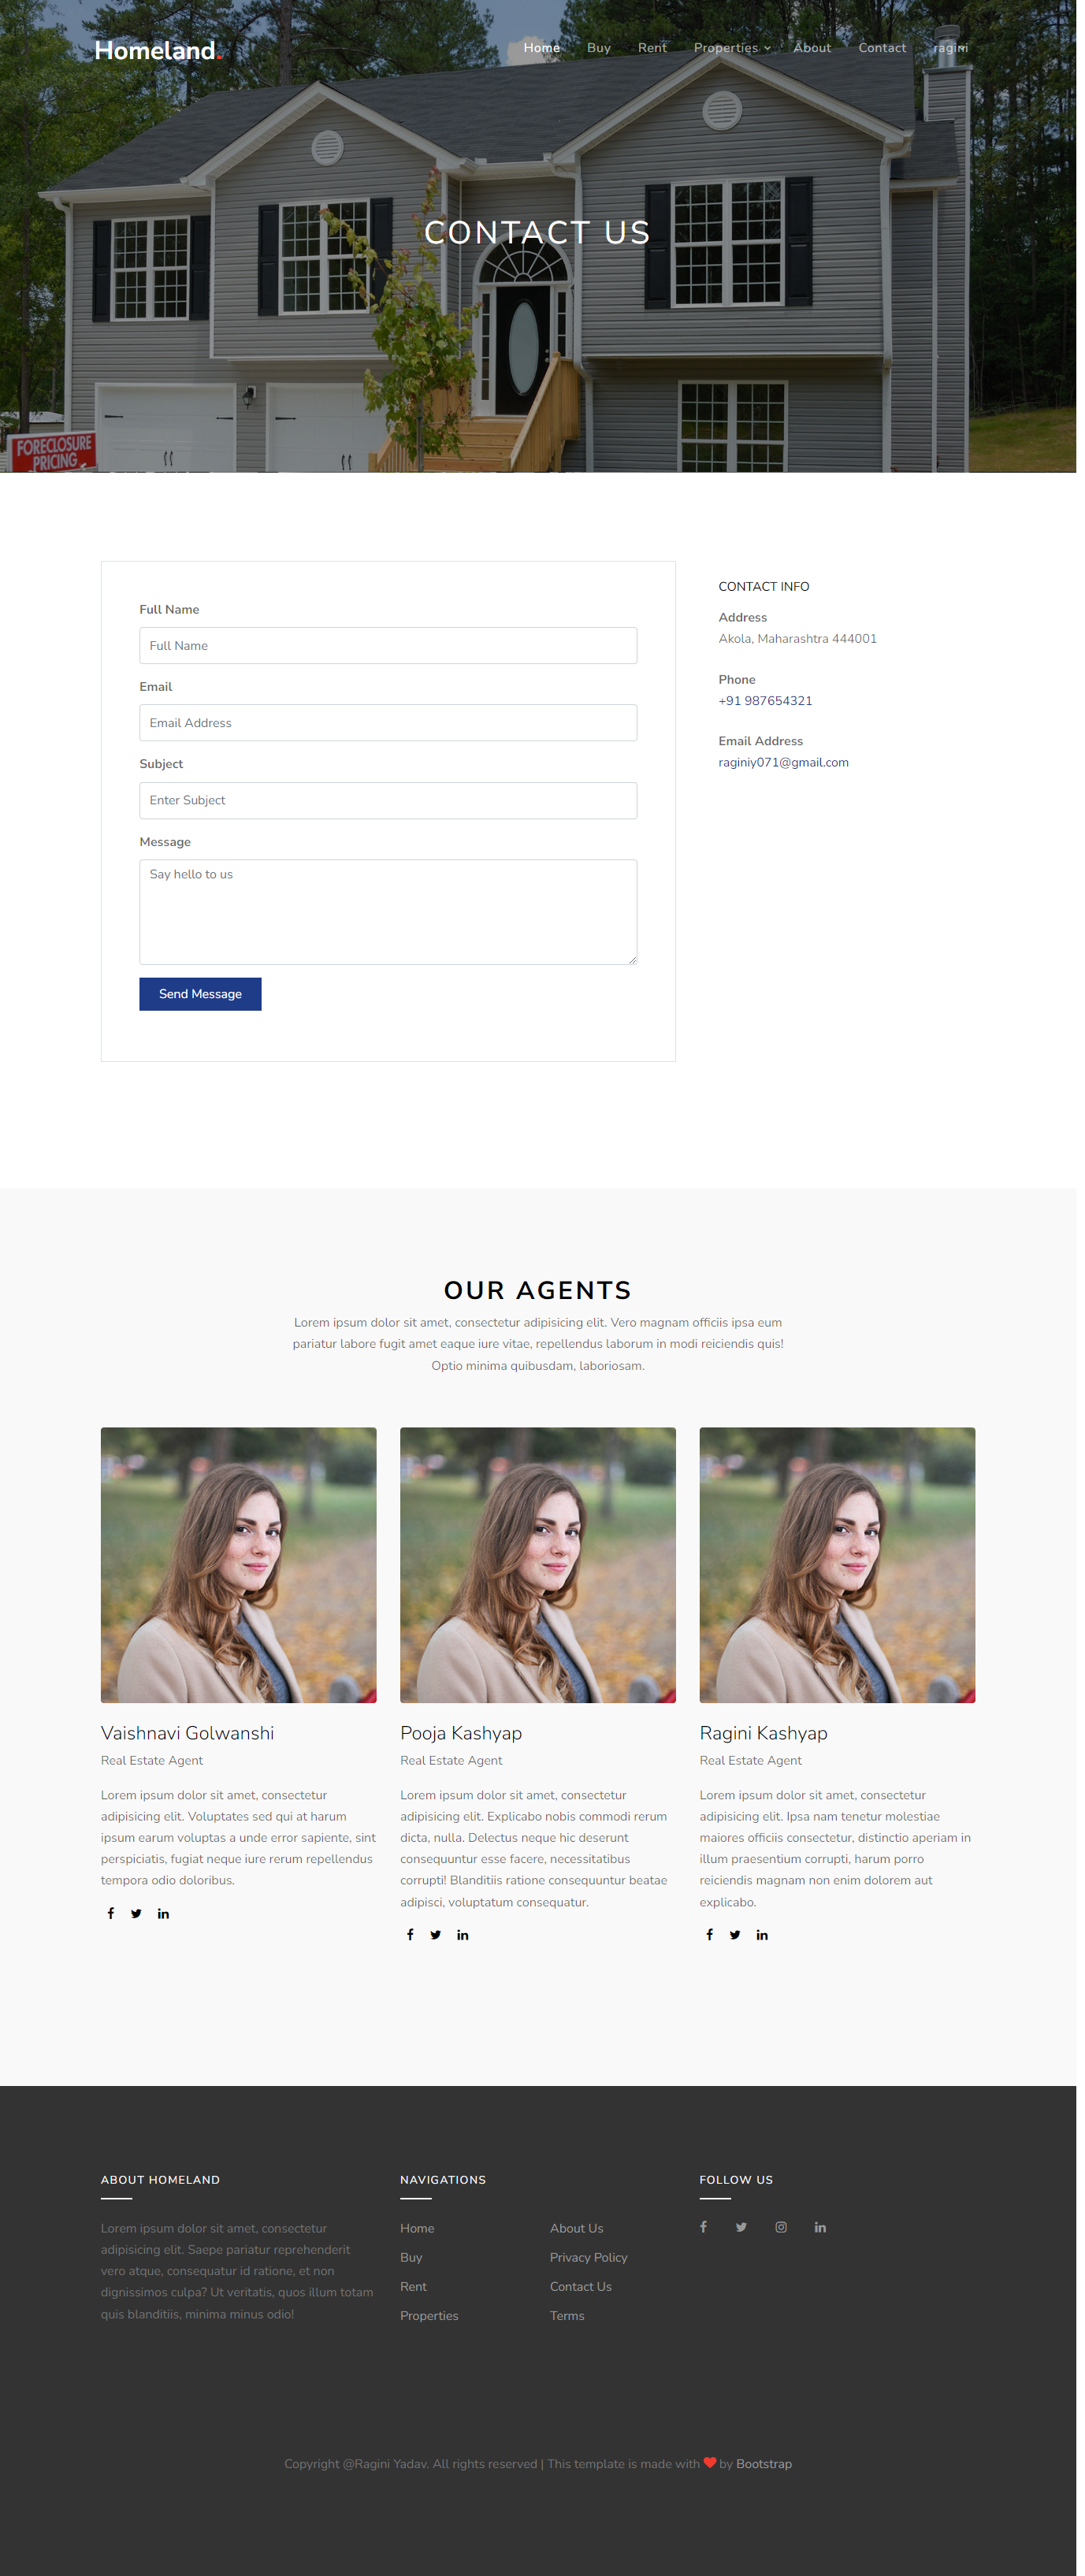 Homeland.
Home Buy Rent Properties About Contact ragini
CONTACT US
FORECLOSURE
PRICING
Full Name
Full Name
Email
Email Address
Subject
Enter Subject
Message
Say hello to us
Send Message
CONTACT INFO
Address
Akola, Maharashtra 444001
Phone
+91 987654321
Email Address
raginiy071@gmail.com
OUR AGENTS
Lorem ipsum dolor sit amet, consectetur adipisicing elit. Vero magnam officiis ipsa eum
pariatur labore fugit amet eaque iure vitae, repellendus laborum in modi reiciendis quis!
Optio minima quibusdam, laboriosam.
Vaishnavi Golwanshi
Real Estate Agent
Lorem ipsum dolor sit amet, consectetur
adipisicing elit. Voluptates sed qui at harum
ipsum earum voluptas a unde error sapiente, sint
perspiciatis, fugiat neque iure rerum repellendus
tempora odio doloribus.
Pooja Kashyap
Real Estate Agent
Lorem ipsum dolor sit amet, consectetur
adipisicing elit. Explicabo nobis commodi rerum
dicta, nulla. Delectus neque hic deserunt
consequuntur esse facere, necessitatibus
corrupti! Blanditiis ratione consequuntur beatae
adipisci, voluptatum consequatur.
Ragini Kashyap
Real Estate Agent
Lorem ipsum dolor sit amet, consectetur
adipisicing elit. Ipsa nam tenetur molestiae
maiores officiis consectetur, distinctio aperiam in
illum praesentium corrupti, harum porro
reiciendis magnam non enim dolorem aut
explicabo.
ABOUT HOMELAND
Lorem ipsum dolor sit amet, consectetur
adipisicing elit. Saepe pariatur reprehenderit
vero atque, consequatur id ratione, et non
dignissimos culpa? Ut veritatis, quos illum totam
quis blanditiis, minima minus odio!
NAVIGATIONS
Home
Buy
Rent
Properties
About Us
Privacy Policy
Contact Us
Terms
FOLLOW US
Copyright @Ragini Yadav. All rights reserved | This template is made with by Bootstrap